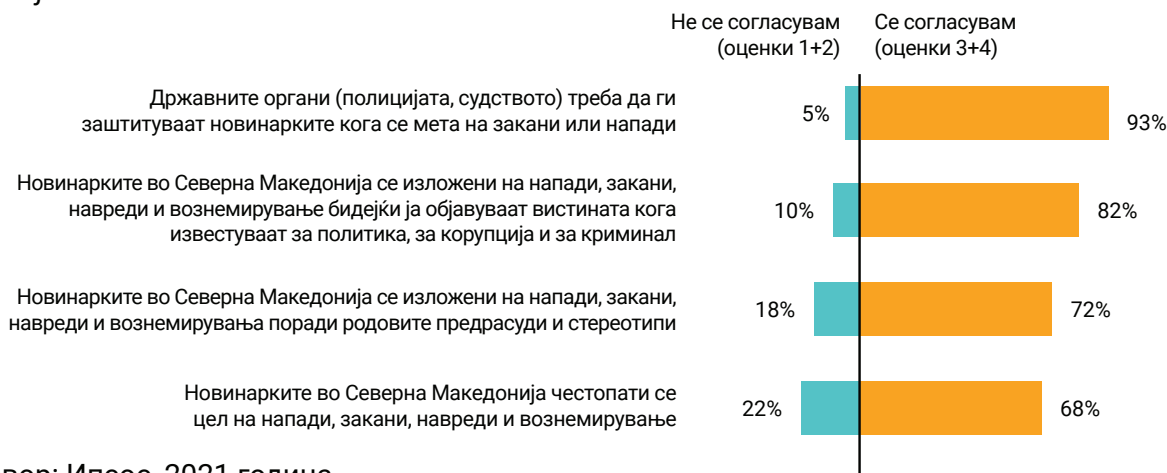 Не се согласувам
(оценки 1+2)
Се согласувам
(оценки 3+4)
Државните органи (полицијата, судството) треба да ги
заштитуваат новинарките кога се мета на закани или напади
5%
93%
Новинарките во Северна Македонија се изложени на напади, закани,
навреди и вознемирување бидејќи ја објавуваат вистината кога
известуваат за политика, за корупција и за криминал
10%
82%
Новинарките во Северна Македонија се изложени на напади, закани,
навреди и вознемирувања поради родовите предрасуди и стереотипи
18%
72%
Новинарките во Северна Македонија честопати се
цел на напади, закани, навреди и вознемирување
22%
68%
2021 година